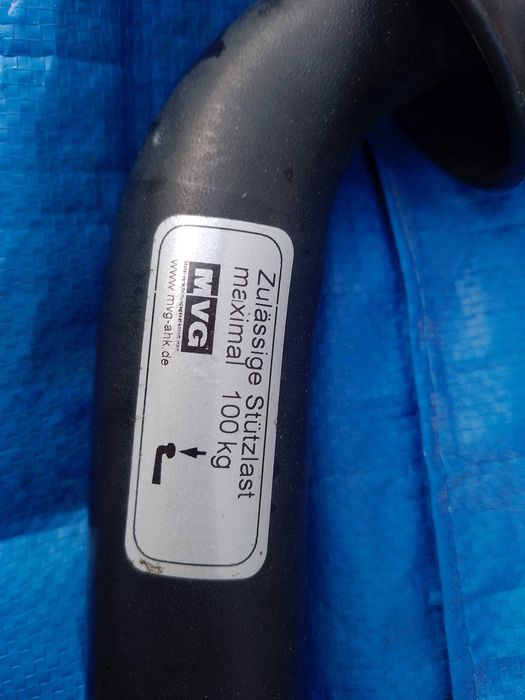 Zulässige Stützlast
maximal 100 kg
MVG
www.mvg-ahk.de